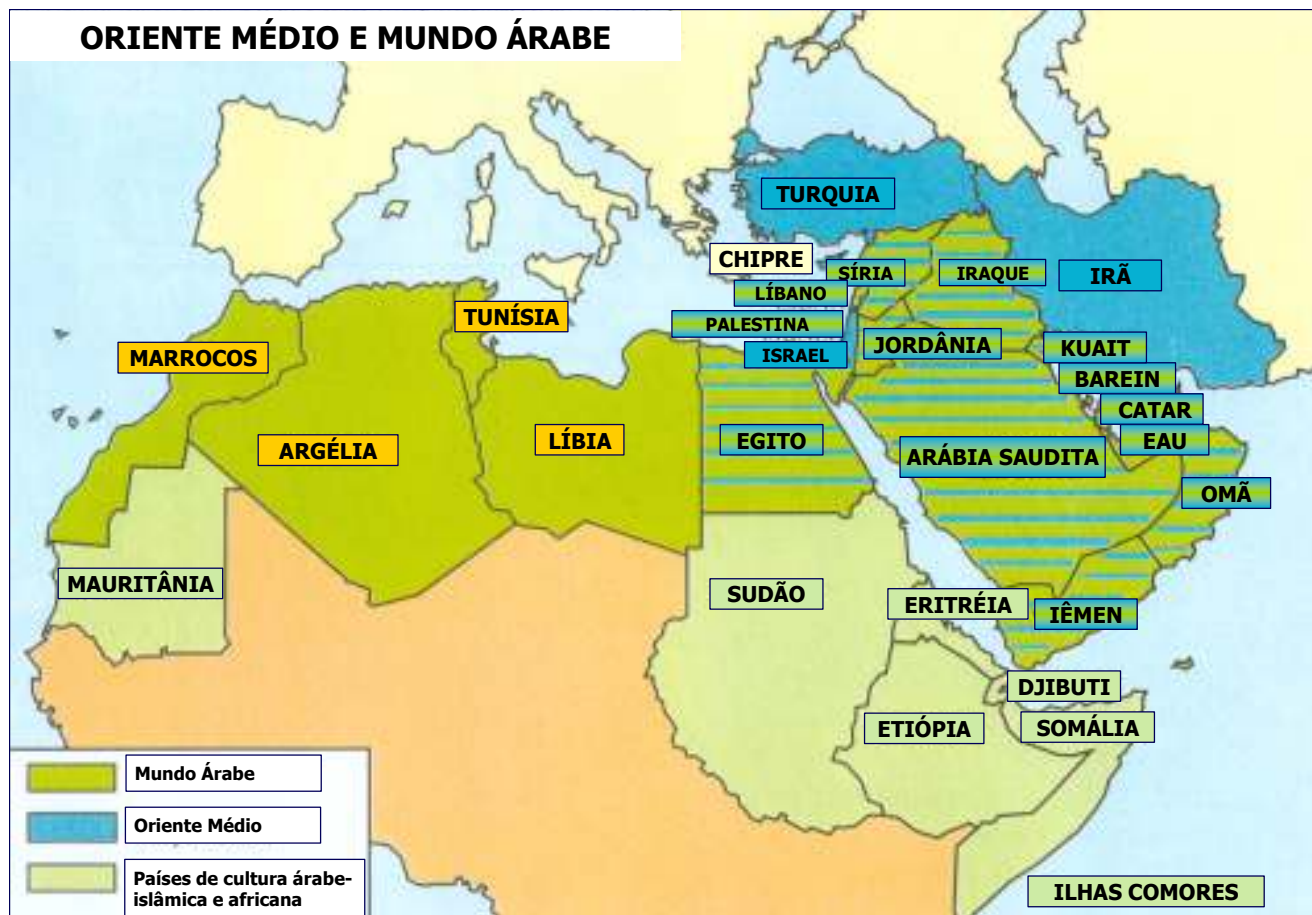 ORIENTE MÉDIO E MUNDO ÁRABE
TURQUIA
CHIPRE
SÍRIA
IRAQUE
IRÃ
LÍBANO
TUNÍSIA
PALESTINA
MARROCOS
ISRAEL
JORDÂNIA
KUAIT
BAREIN
CATAR
ARGÉLIA
LÍBIA
EGITO
EAU
ARÁBIA SAUDITA
OMÃ
MAURITÂNIA
SUDÃO
ERITRÉIA
IÊMEN
DJIBUTI
ETIÓPIA
SOMÁLIA
Mundo Árabe
Oriente Médio
Países de cultura árabe-
islâmica e africana
ILHAS COMORES